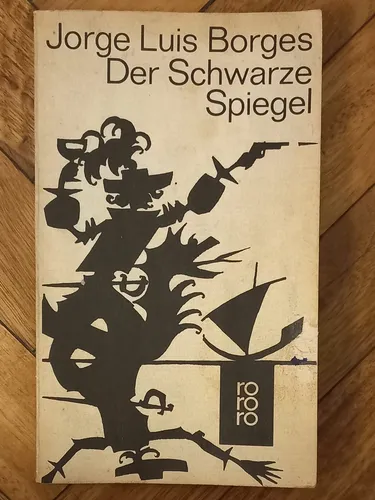 Jorge Luis Borges
Der Schwarze
Spiegel
ro
ro
ro